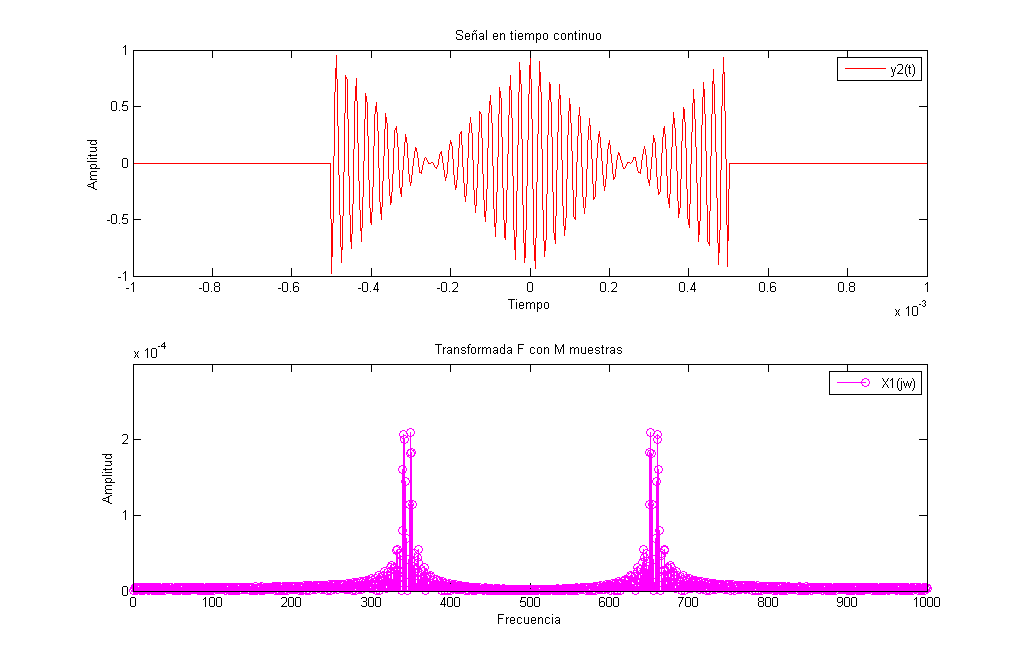 Señal en tiempo continuo
1
0.5
0
-0.5
-1
Amplitud
y2(t)
-1 -0.8 -0.6 -0.4 -0.2 0 0.2 0.4 0.6 0.8 1
Tiempo
x 10^-3
x 10^-4
Transformada F con M muestras
2
1
0
Amplitud
X1(jw)
0 100 200 300 400 500 600 700 800 900 1000
Frecuencia